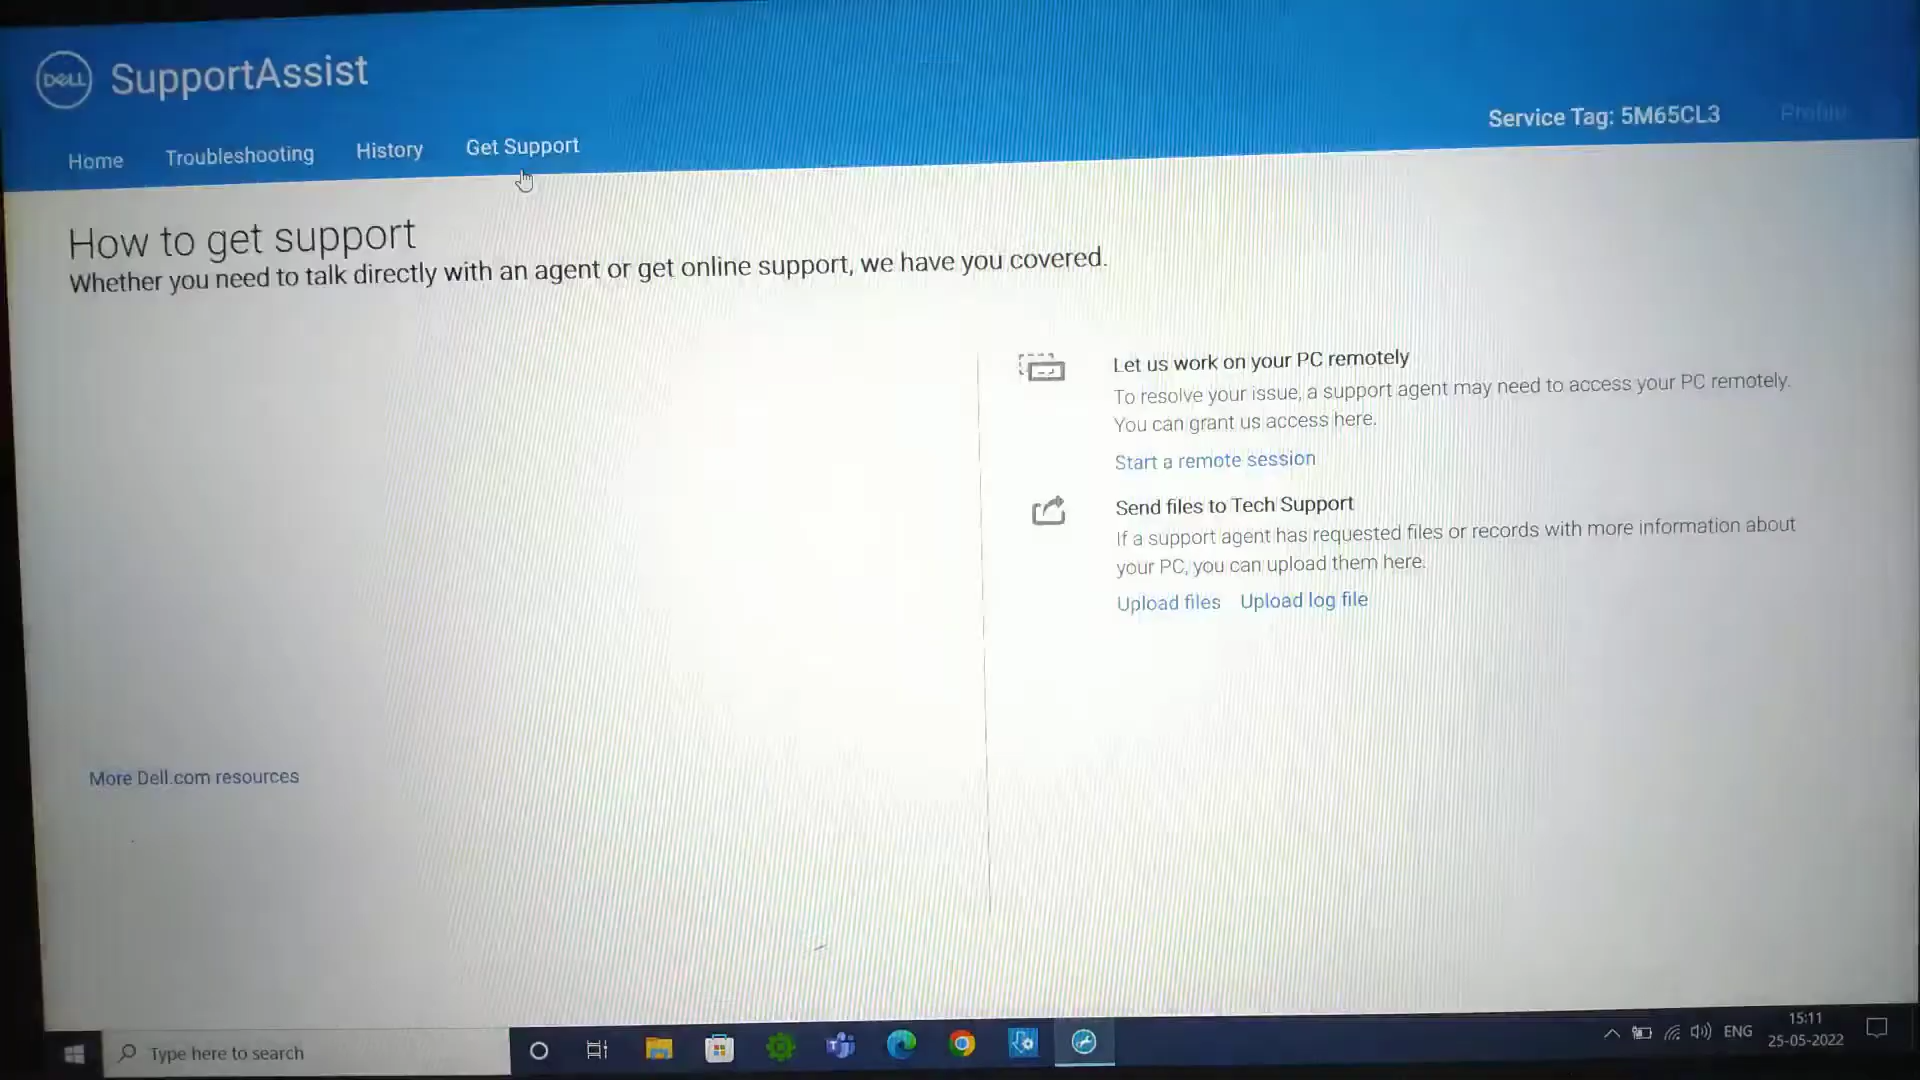 DELL SupportAssist
Service Tag: 5M65CL3 Profile
Home Troubleshooting History Get Support
How to get support
Whether you need to talk directly with an agent or get online support, we have you covered.
Let us work on your PC remotely
To resolve your issue, a support agent may need to access your PC remotely.
You can grant us access here.
Start a remote session
Send files to Tech Support
If a support agent has requested files or records with more information about
your PC, you can upload them here.
Upload files Upload log file
More Dell.com resources
Type here to search
ENG
15:11
25-05-2022